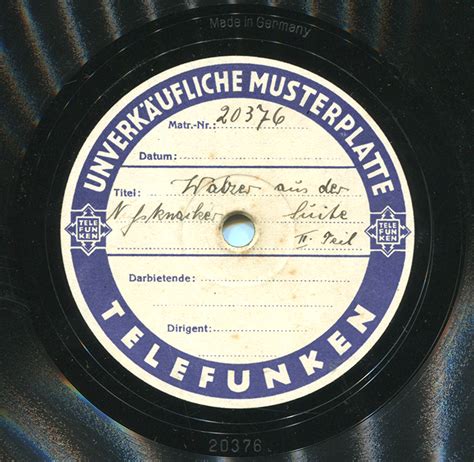 Made in Germany
UNVERKÄUFLICHE MUSTERPLATTE
Matr.-Nr.: 20376
Datum:
Titel: Walzer aus der
Nußknacker Suite
II. Teil
TELE FUN KEN
TELE FUN KEN
Darbietende:
Dirigent:
TELEFUNKEN
20376